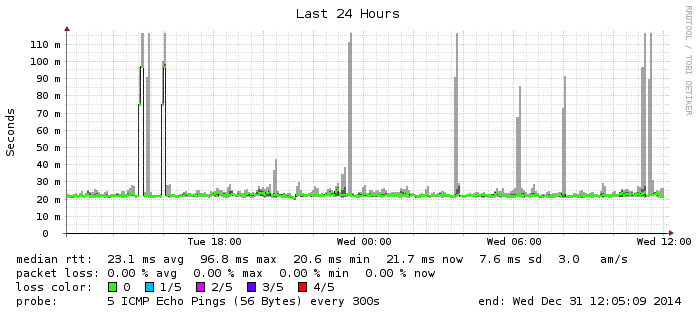 Last 24 Hours
RRDTOOL / TOBI OETIKER
Seconds
110 m
100 m
90 m
80 m
70 m
60 m
50 m
40 m
30 m
20 m
10 m
0
Tue 18:00 Wed 00:00 Wed 06:00 Wed 12:00
median rtt: 23.1 ms avg 96.8 ms max 20.6 ms min 21.7 ms now 7.6 ms sd 3.0 am/s
packet loss: 0.00 % avg 0.00 % max 0.00 % min 0.00 % now
loss color: 0 1/5 2/5 3/5 4/5
probe: 5 ICMP Echo Pings (56 Bytes) every 300s end: Wed Dec 31 12:05:09 2014